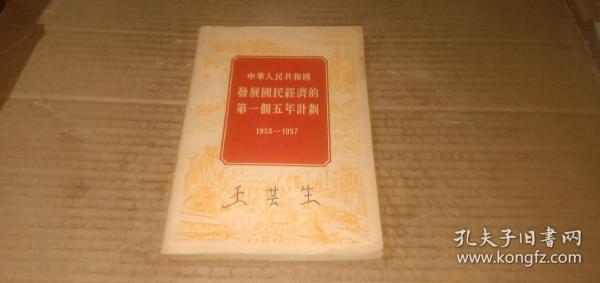 中華人民共和國
發展國民經濟的
第一個五年計劃
1953—1957
王芸生
孔夫子旧書网
www.kongfz.com